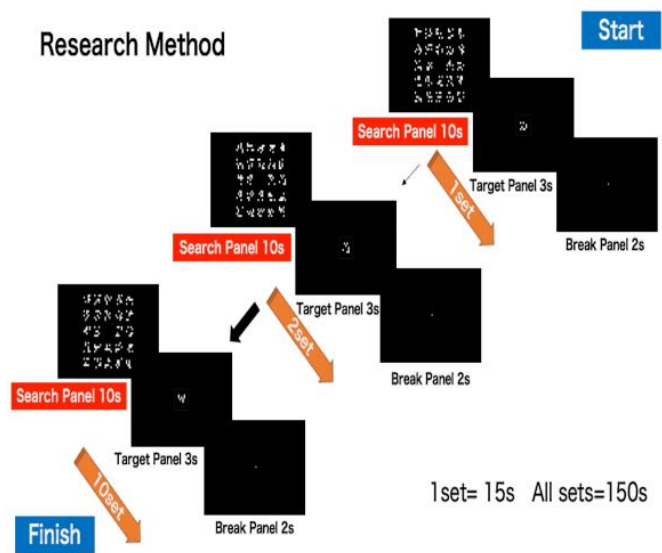 Research Method
Start
Search Panel 10s
Target Panel 3s
Break Panel 2s
1set
Search Panel 10s
Target Panel 3s
Break Panel 2s
2set
Search Panel 10s
Target Panel 3s
Break Panel 2s
10set
1set= 15s All sets=150s
Finish